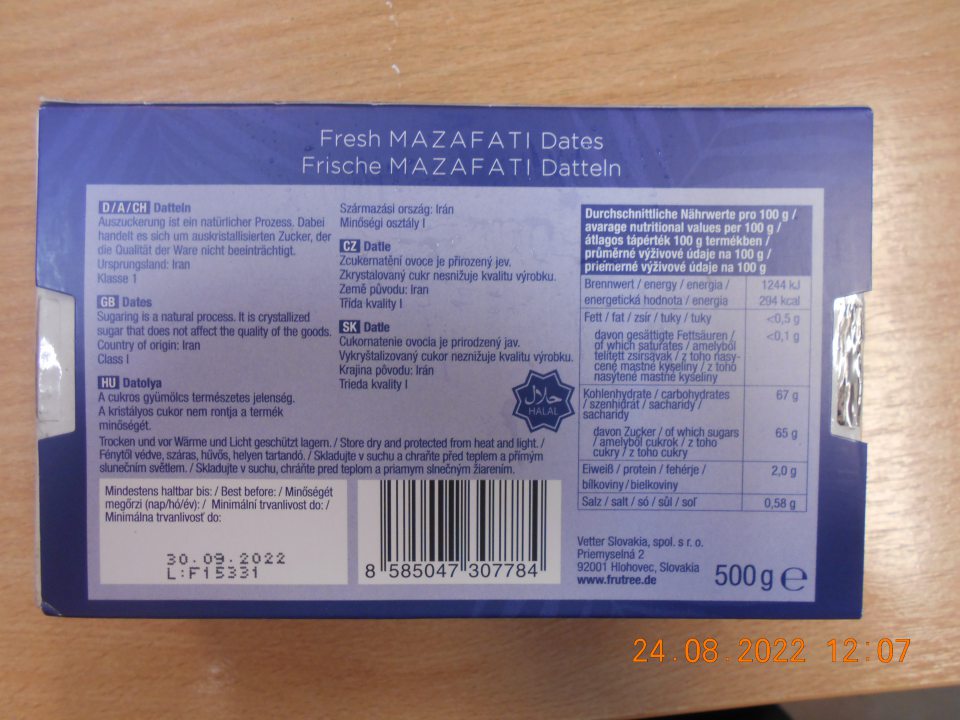 Fresh MAZAFATI Dates
Frische MAZAFATI Datteln
D/A/CH Datteln
Auszuckerung ist ein natürlicher Prozess. Dabei
handelt es sich um auskristallisierten Zucker, der
die Qualität der Ware nicht beeinträchtigt.
Ursprungsland: Iran
Klasse 1
GB Dates
Sugaring is a natural process. It is crystallized
sugar that does not affect the quality of the goods.
Country of origin: Iran
Class I
HU Datolya
A cukros gyümölcs természetes jelenség.
A kristályos cukor nem rontja a termék
minőségét.
Származási ország: Irán
Minőségi osztály I
CZ Datle
Zcukernatění ovoce je přirozený jev.
Zkrystalovaný cukr nesnižuje kvalitu výrobku.
Země původu: Iran
Třída kvality I
SK Datle
Cukornatenie ovocia je prirodzený jav.
Vykryštalizovaný cukor neznižuje kvalitu výrobku.
Krajina pôvodu: Irán
Trieda kvality I
حلال
HALAL
Trocken und vor Wärme und Licht geschützt lagern. / Store dry and protected from heat and light. /
Fénytől védve, száras, hűvős, helyen tartandó. / Skladujte v suchu a chraňte před teplem a přímým
slunečním světlem. / Skladujte v suchu, chráňte pred teplom a priamym slnečným žiarením.
Mindestens haltbar bis: / Best before: / Minőségét
megőrzi (nap/hó/év): / Minimální trvanlivost do: /
Minimálna trvanlivosť do:
30.09.2022
L:F15331
8 585047 307784
Durchschnittliche Nährwerte pro 100 g /
avarage nutritional values per 100 g /
átlagos tápérték 100 g termékben /
průměrné výživové údaje na 100 g /
priemerné výživové údaje na 100 g
Brennwert / energy / energia / 1244 kJ
energetická hodnota / energia 294 kcal
Fett / fat / zsír / tuky / tuky <0,5 g
davon gesättigte Fettsäuren / <0,1 g
of which saturates / amelyből
telített zsírsavak / z toho nasy-
cené mastné kyseliny / z toho
nasýtené mastné kyseliny
Kohlenhydrate / carbohydrates 67 g
/ szénhidrát / sacharidy /
sacharidy
davon Zucker / of which sugars 65 g
/ amelyből cukrok / z toho
cukry / z toho cukry
Eiweiß / protein / fehérje / 2,0 g
bílkoviny / bielkoviny
Salz / salt / só / sůl / soľ 0,58 g
Vetter Slovakia, spol. s r. o.
Priemyselná 2
92001 Hlohovec, Slovakia
www.frutree.de
500 g ℮
24.08.2022 12:07